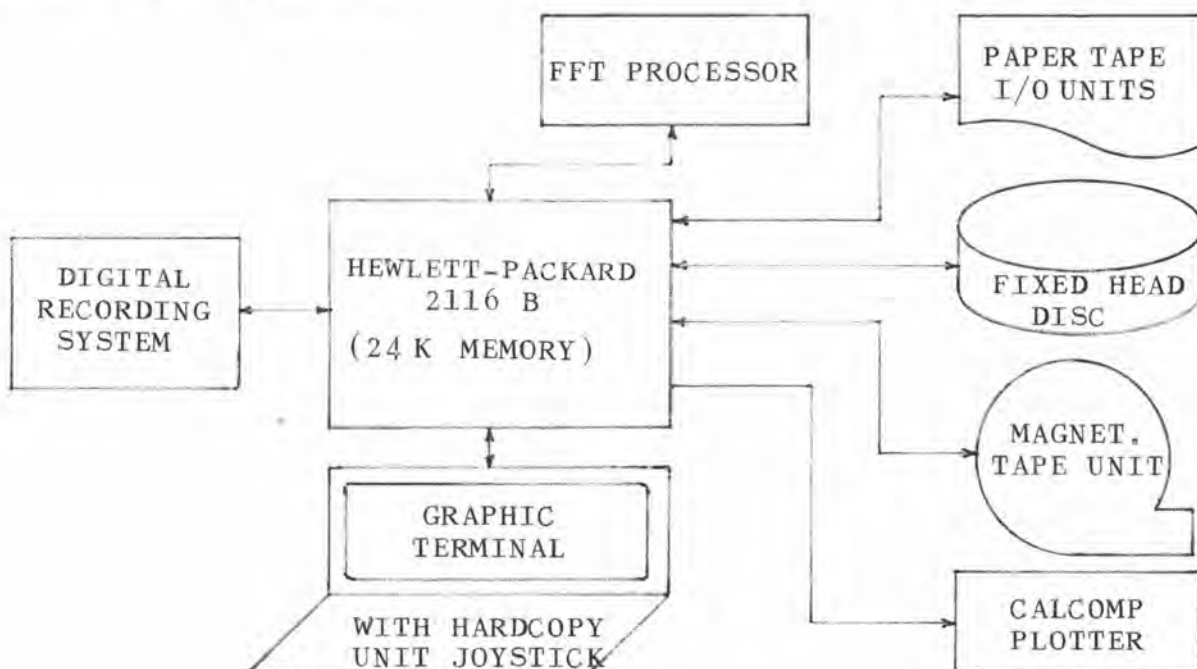 FFT PROCESSOR
PAPER TAPE
I/O UNITS
DIGITAL
RECORDING
SYSTEM
HEWLETT-PACKARD
2116 B
(24 K MEMORY)
FIXED HEAD
DISC
MAGNET.
TAPE UNIT
GRAPHIC
TERMINAL
WITH HARDCOPY
UNIT JOYSTICK
CALCOMP
PLOTTER